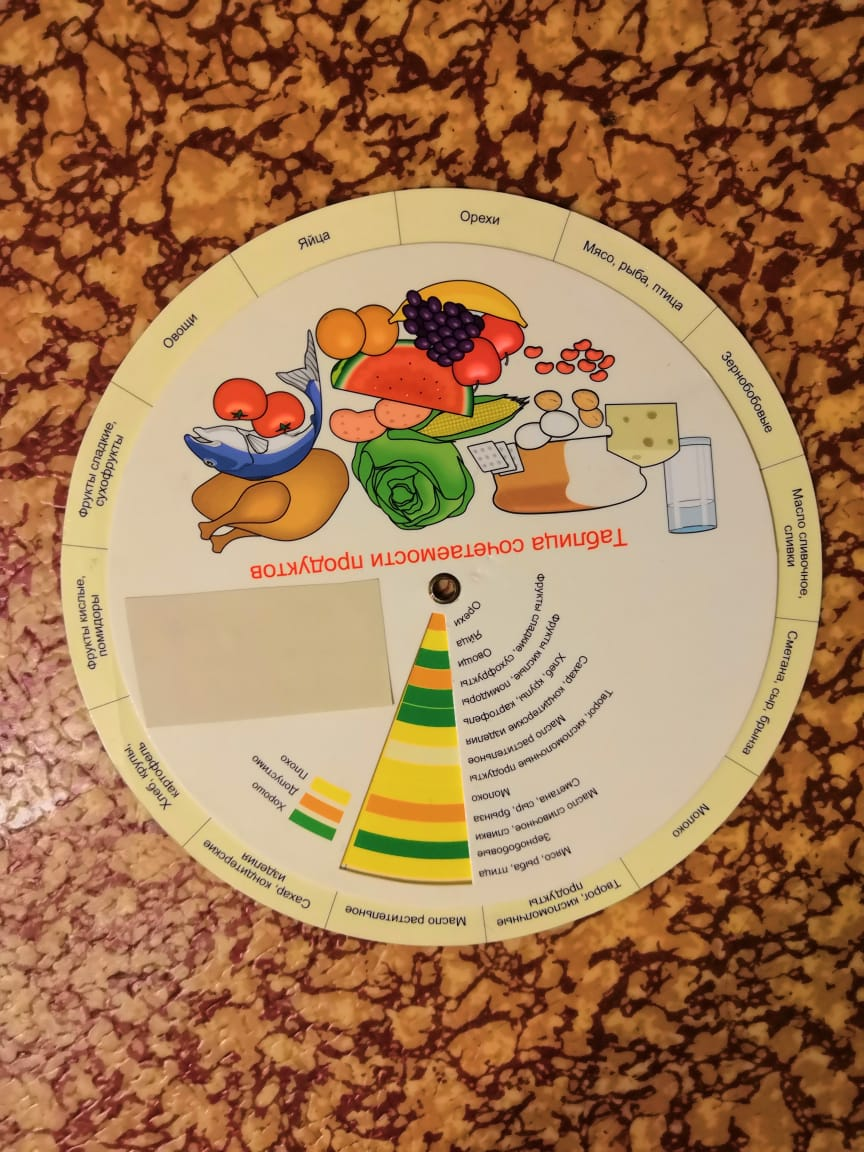 Орехи
Мясо, рыба, птица
Зернобобовые
Масло сливочное,
сливки
Сметана, сыр, брынза
Молоко
Творог, кисломолчные
продукты
Масло растительное
Сахар, кондитерские
изделия
Хлеб, крупы,
картофель
Фрукты кислые,
помидоры
Фрукты сладкие,
сухофрукты
Овощи
Яйца
Таблица сочетаемости продуктов
Орехи
Яйца
Овощи
Фрукты сладкие, сухофрукты
Фрукты кислые, помидоры
Хлеб, крупы, картофель
Сахар, кондитерские изделия
Масло растительное
Творог, кисломолочные продукты
Молоко
Сметана, сыр, брынза
Масло сливочное, сливки
Зернобобовые
Мясо, рыба, птица
Плохо
Допустимо
Хорошо